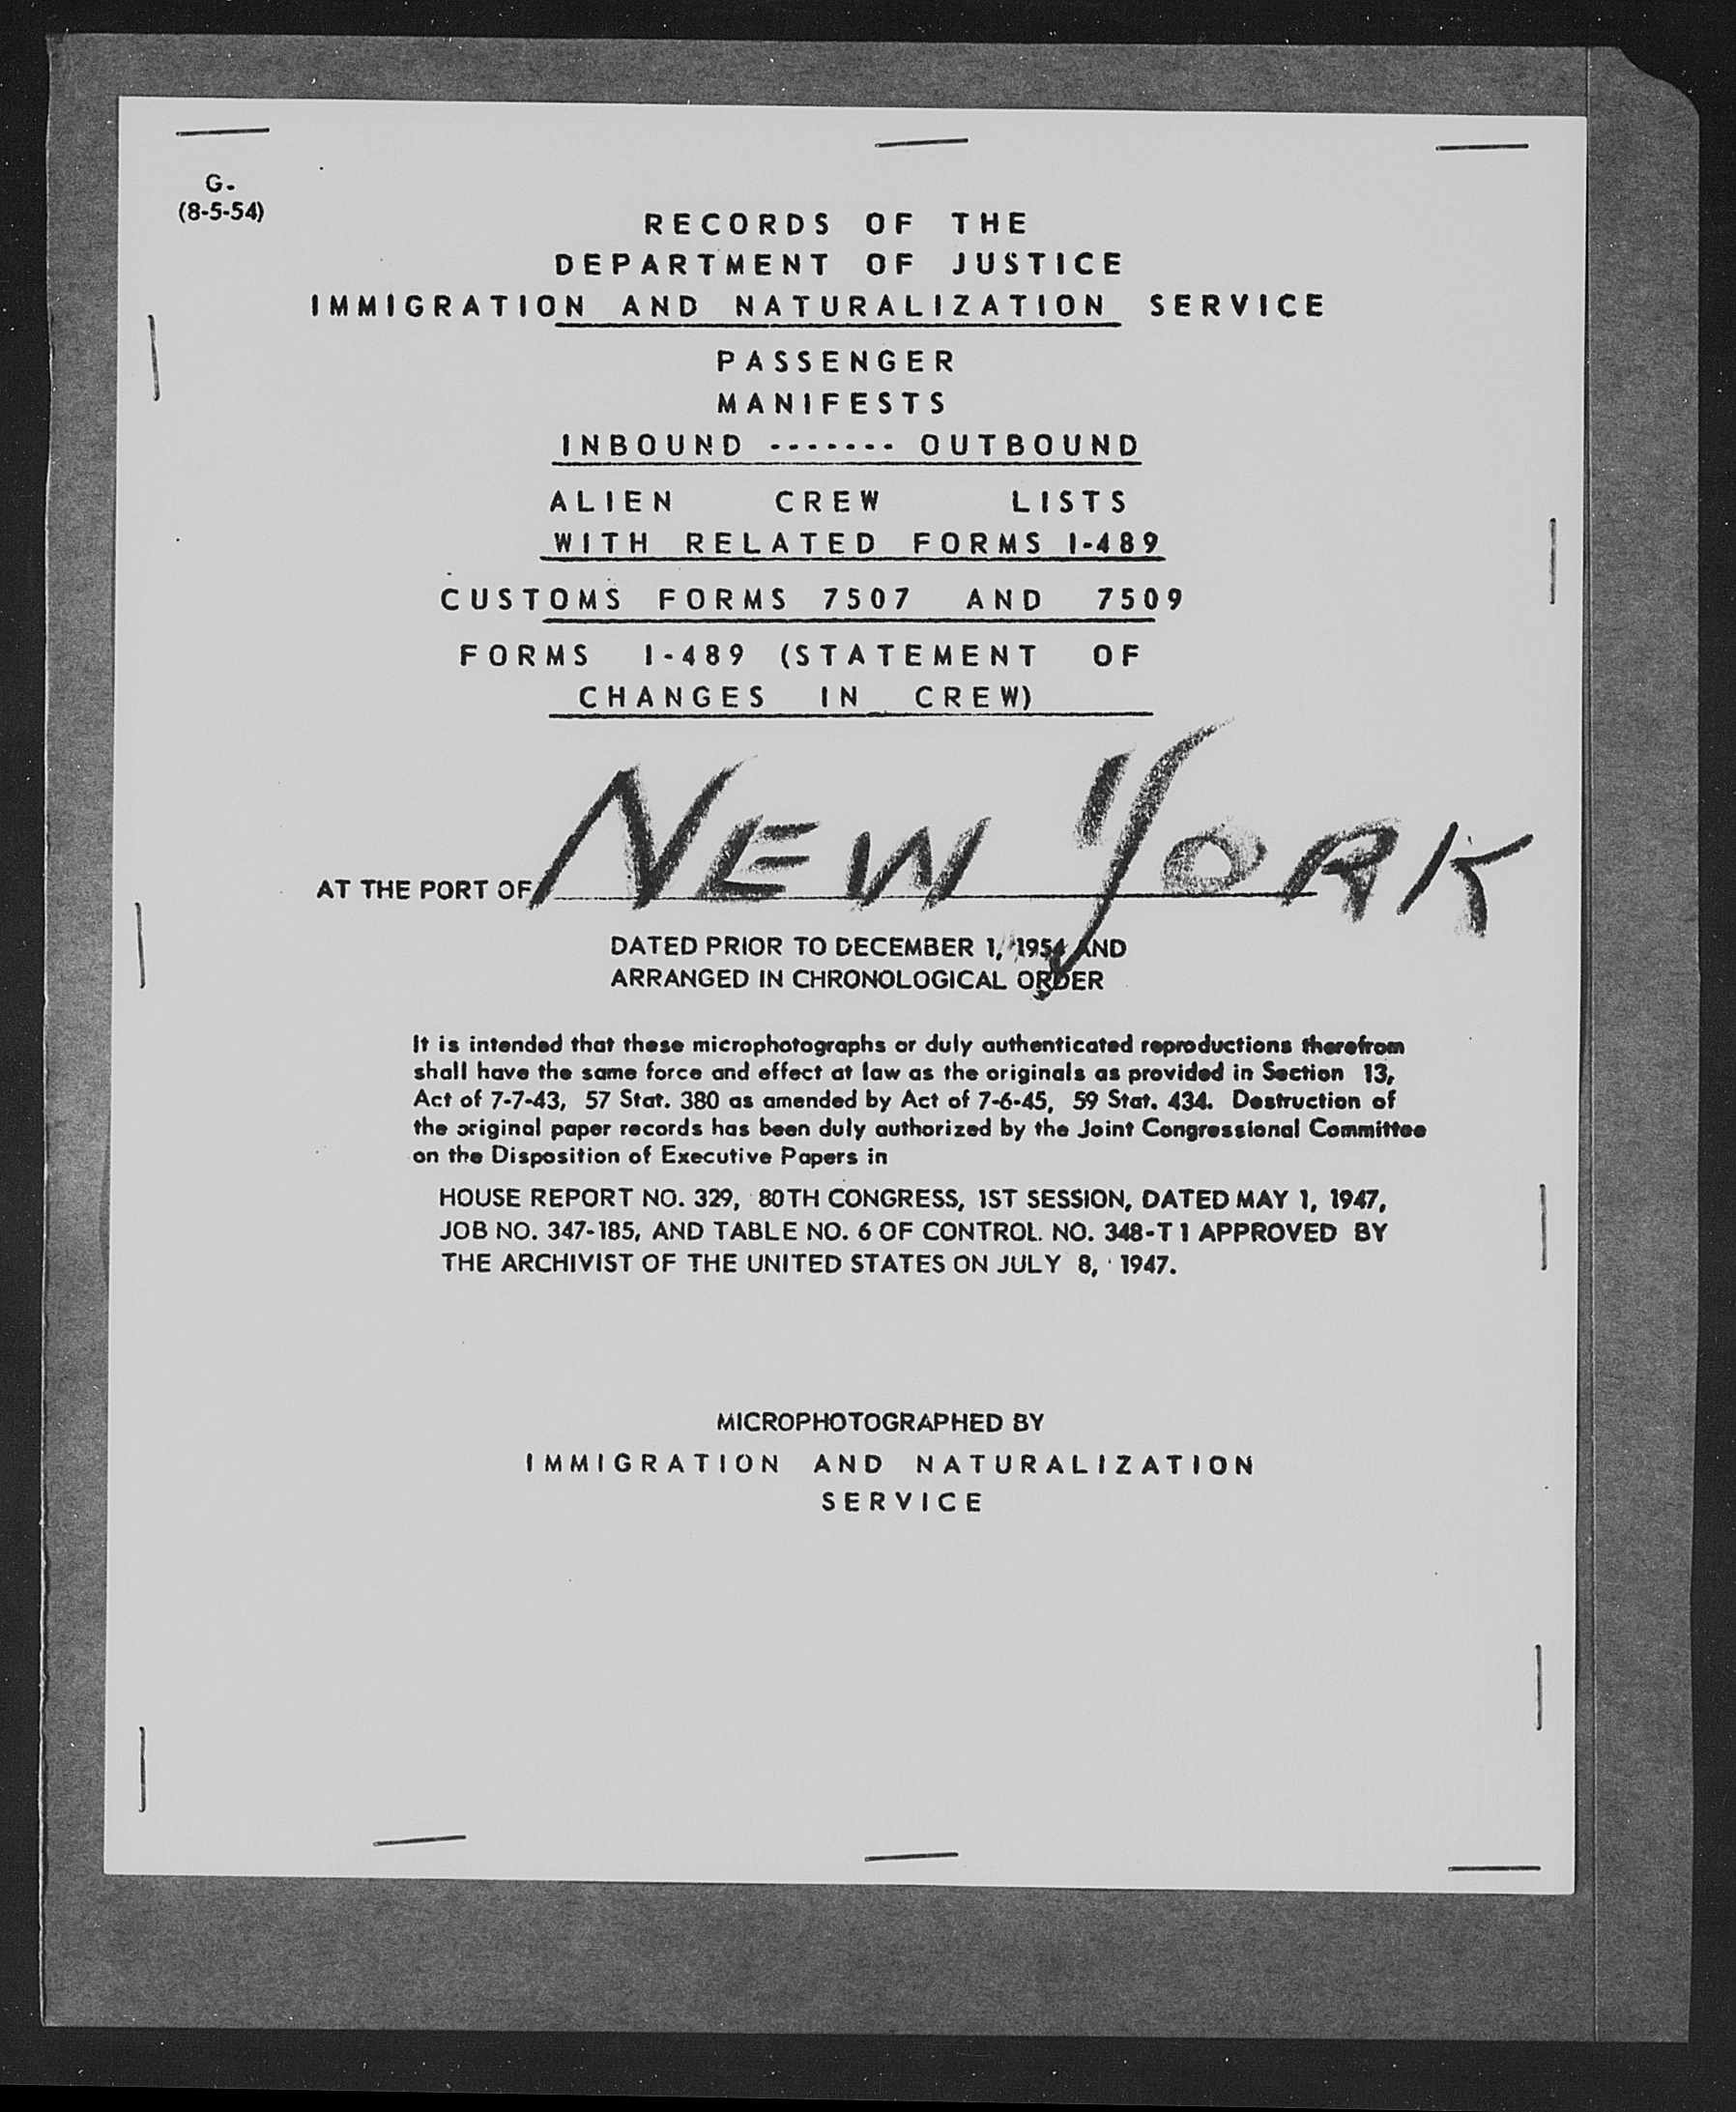 G.
(8-5-54)
RECORDS OF THE
DEPARTMENT OF JUSTICE
IMMIGRATION AND NATURALIZATION SERVICE
PASSENGER
MANIFESTS
INBOUND ------- OUTBOUND
ALIEN CREW LISTS
WITH RELATED FORMS I-489
CUSTOMS FORMS 7507 AND 7509
FORMS I-489 (STATEMENT OF
CHANGES IN CREW)
AT THE PORT OF NEW YORK
DATED PRIOR TO DECEMBER 1, 1954 AND
ARRANGED IN CHRONOLOGICAL ORDER
It is intended that these microphotographs or duly authenticated reproductions therefrom
shall have the same force and effect at law as the originals as provided in Section 13,
Act of 7-7-43, 57 Stat. 380 as amended by Act of 7-6-45, 59 Stat. 434. Destruction of
the original paper records has been duly authorized by the Joint Congressional Committee
on the Disposition of Executive Papers in
HOUSE REPORT NO. 329, 80TH CONGRESS, 1ST SESSION, DATED MAY 1, 1947,
JOB NO. 347-185, AND TABLE NO. 6 OF CONTROL NO. 348-T1 APPROVED BY
THE ARCHIVIST OF THE UNITED STATES ON JULY 8, 1947.
MICROPHOTOGRAPHED BY
IMMIGRATION AND NATURALIZATION
SERVICE